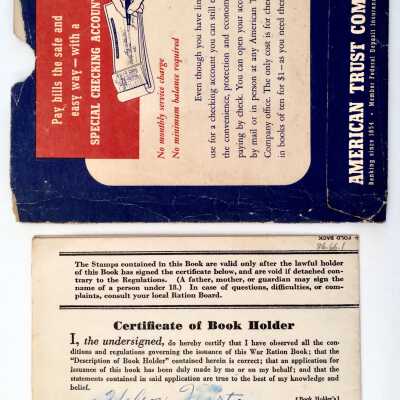 Pay bills the safe and
easy way—with a
SPECIAL CHECKING ACCOUNT
No monthly service charge
No minimum balance required
Even though you have
use for a checking account you can still
the convenience, protection and
paying by check. You can open your
by mail or in person at any American
Company office. The only cost is for
in books of ten for $1—as you need
AMERICAN TRUST COM
Banking since 1854 • Member Federal Deposit Insurance
FOLD BACK
The Stamps contained in this Book are valid only after the lawful holder
of this Book has signed the certificate below, and are void if detached con-
trary to the Regulations. (A father, mother, or guardian may sign the
name of a person under 18.) In case of questions, difficulties, or com-
plaints, consult your local Ration Board.
Certificate of Book Holder
I, the undersigned, do hereby certify that I have observed all the con-
ditions and regulations governing the issuance of this War Ration Book; that the
"Description of Book Holder" contained herein is correct; that an application for
issuance of this book has been duly made by me or on my behalf; and that the
statements contained in said application are true to the best of my knowledge and
belief.
[Book Holder's]